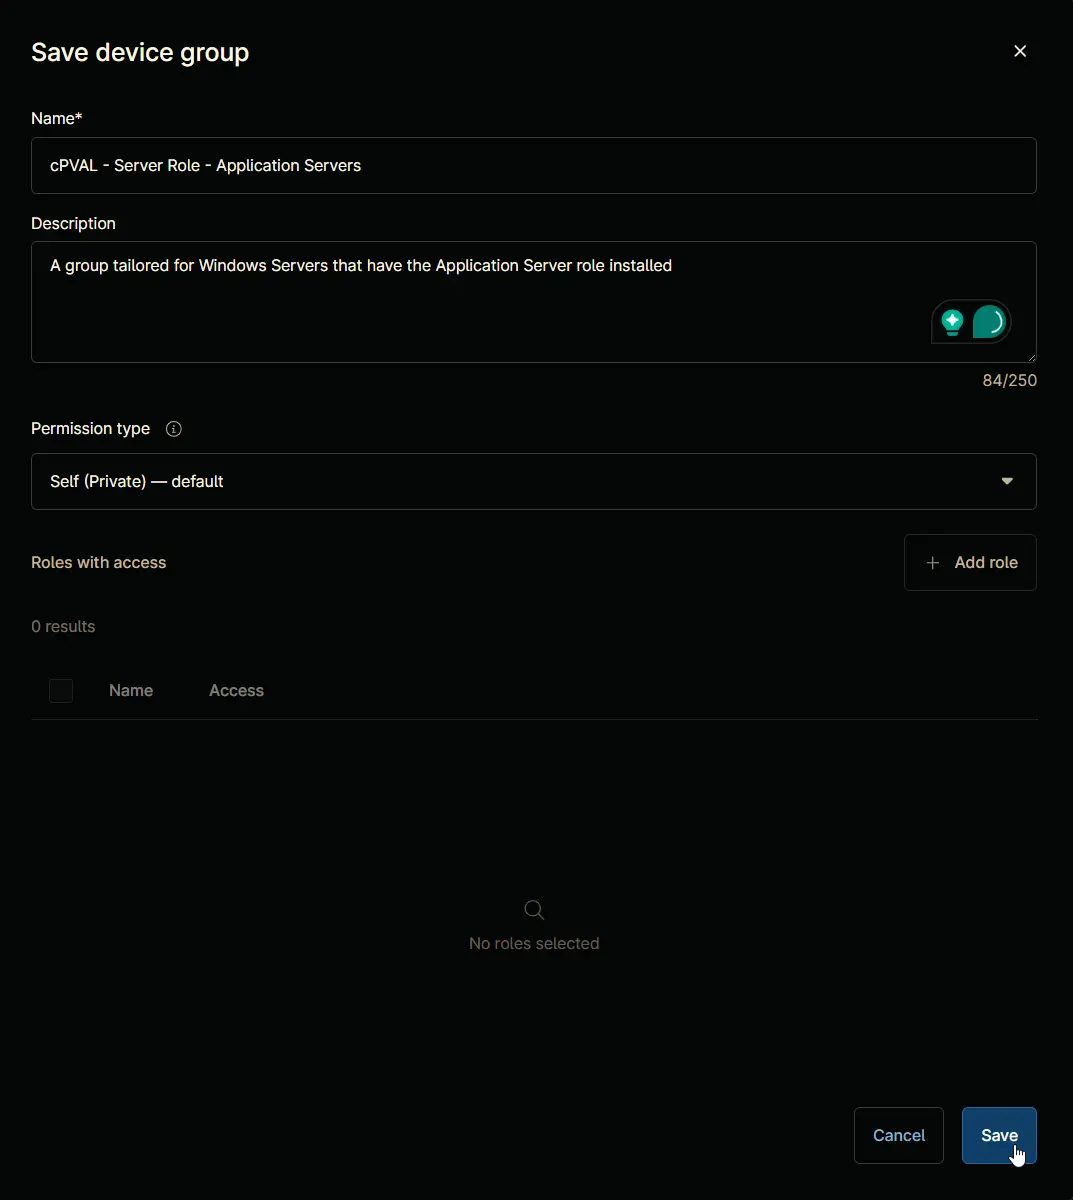 Save device group
Name*
cPVAL - Server Role - Application Servers
Description
A group tailored for Windows Servers that have the Application Server role installed
84/250
Permission type
Self (Private) — default
Roles with access
Add role
0 results
Name Access
No roles selected
Cancel Save